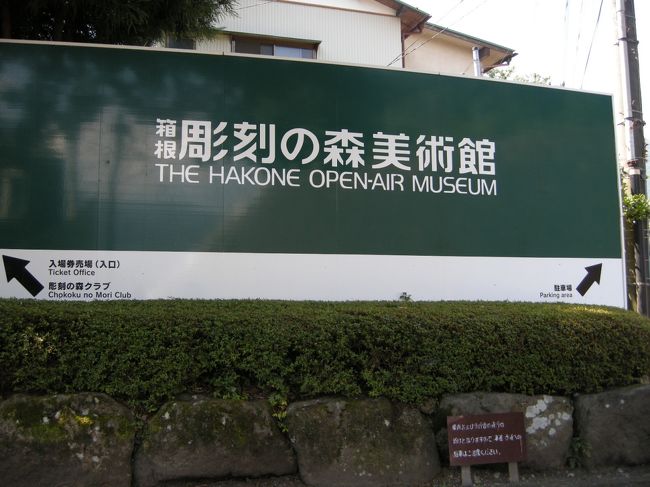 箱根 彫刻の森美術館
THE HAKONE OPEN-AIR MUSEUM
入場券売場(入口)
Ticket Office
彫刻の森クラブ
Chokoku no Mori Club
駐車場
Parking area